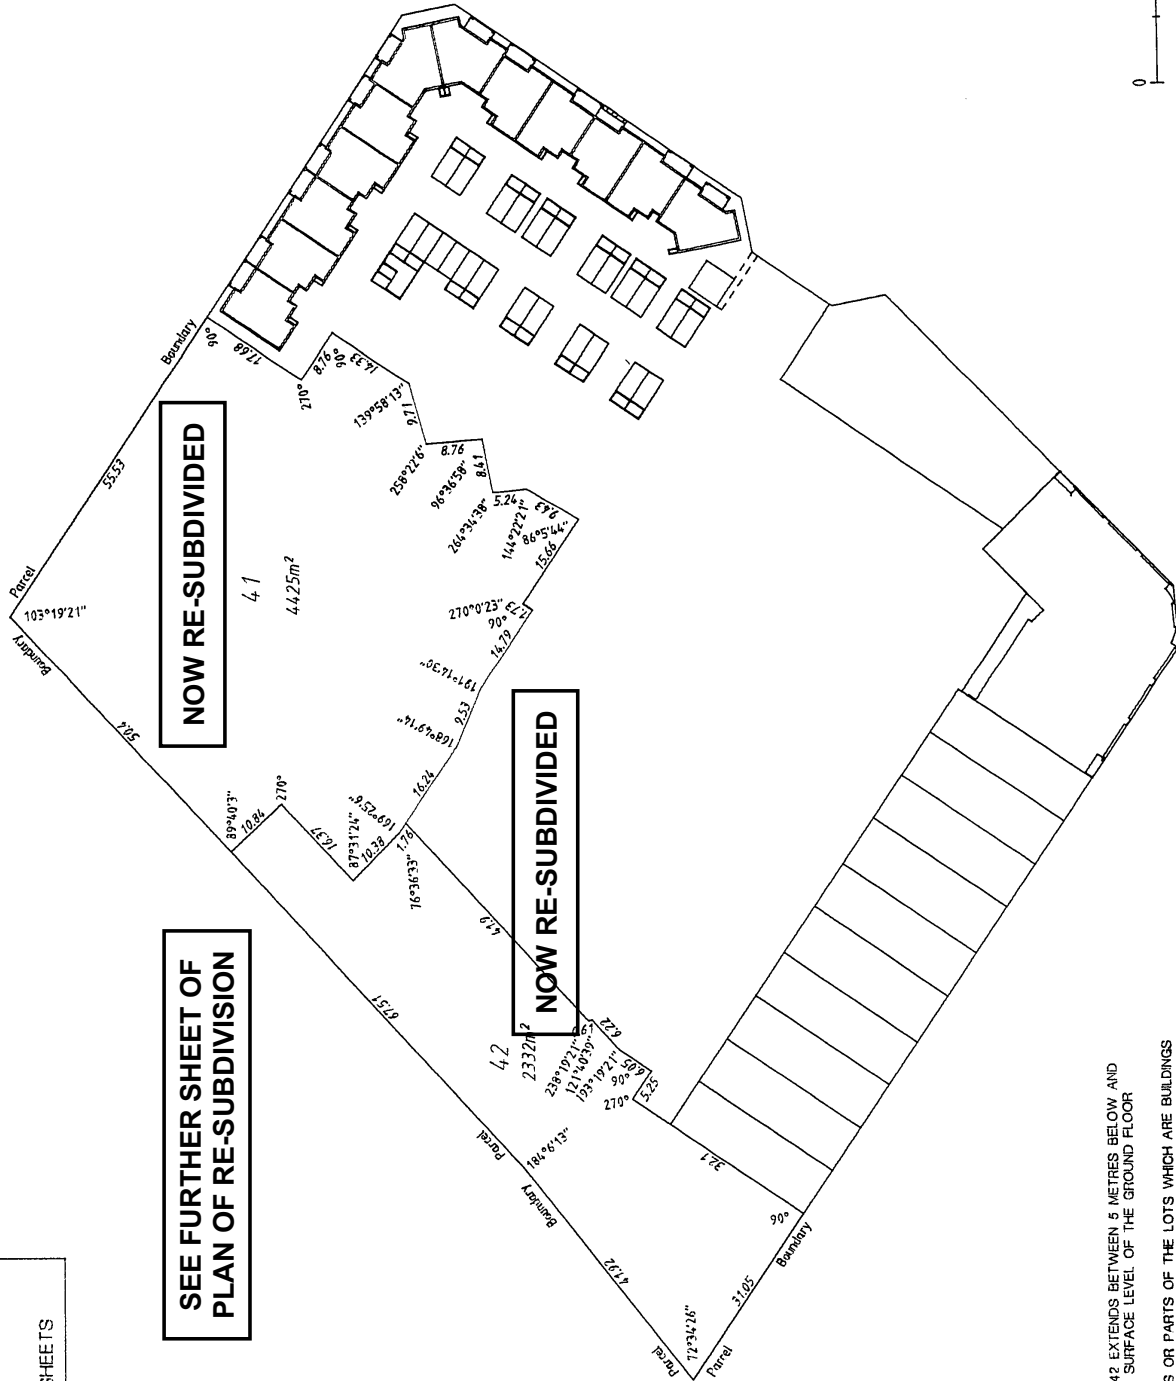 SHEETS
SEE FURTHER SHEET OF
PLAN OF RE-SUBDIVISION
NOW RE-SUBDIVIDED
NOW RE-SUBDIVIDED
41
4425m²
42
2332m²
Parcel
Boundary
55.53
Boundary
Parcel
103°19'21"
50.4
90°
17.68
270°
8.76
90°
14.33
139°58'13"
9.71
258°22'6"
8.76
96°36'58"
8.41
264°34'38"
5.24
144°22'21"
9.43
86°5'44"
15.66
270°0'23"
90°
14.79
191°14'30"
9.53
168°49'14"
16.24
169°25'6"
1.76
76°36'33"
10.38
87°31'24"
16.37
270°
10.84
89°40'3"
67.51
41.9
6.22
238°19'21"
121°40'39"
193°19'21"
6.05
90°
5.25
270°
32.1
90°
184°6'13"
Parcel
Boundary
41.92
72°34'26"
Parcel
Parcel
31.05
Boundary
0
42 EXTENDS BETWEEN 5 METRES BELOW AND
SURFACE LEVEL OF THE GROUND FLOOR
OR PARTS OF THE LOTS WHICH ARE BUILDINGS